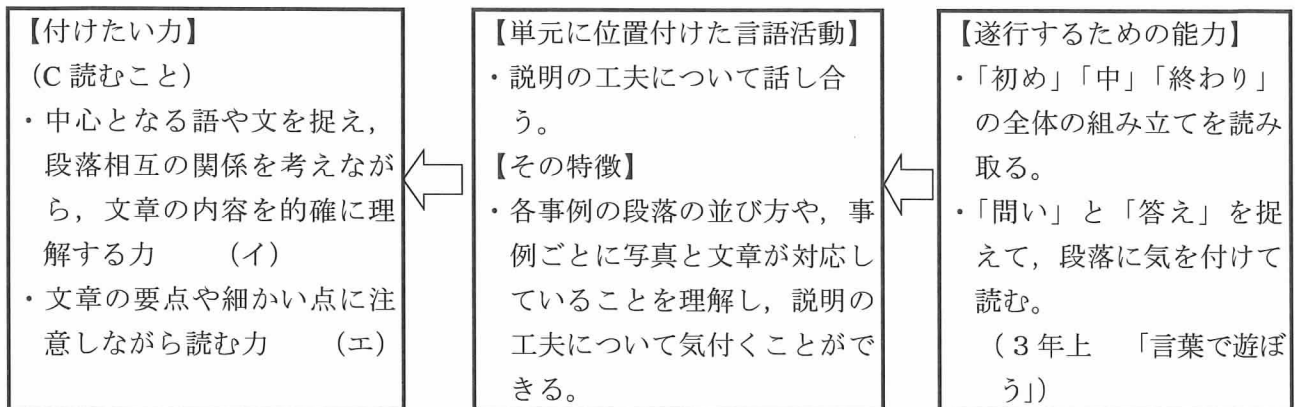 【付けたい力】
（C 読むこと）
・中心となる語や文を捉え，
段落相互の関係を考えなが
ら，文章の内容を的確に理
解する力　　（イ）
・文章の要点や細かい点に注
意しながら読む力　　（エ）
【単元に位置付けた言語活動】
・説明の工夫について話し合
う。
【その特徴】
・各事例の段落の並び方や，事
例ごとに写真と文章が対応し
ていることを理解し，説明の
工夫について気付くことがで
きる。
【遂行するための能力】
・「初め」「中」「終わり」
の全体の組み立てを読み
取る。
・「問い」と「答え」を捉
えて，段落に気を付けて
読む。
（３年上　「言葉で遊ぼ
う」）